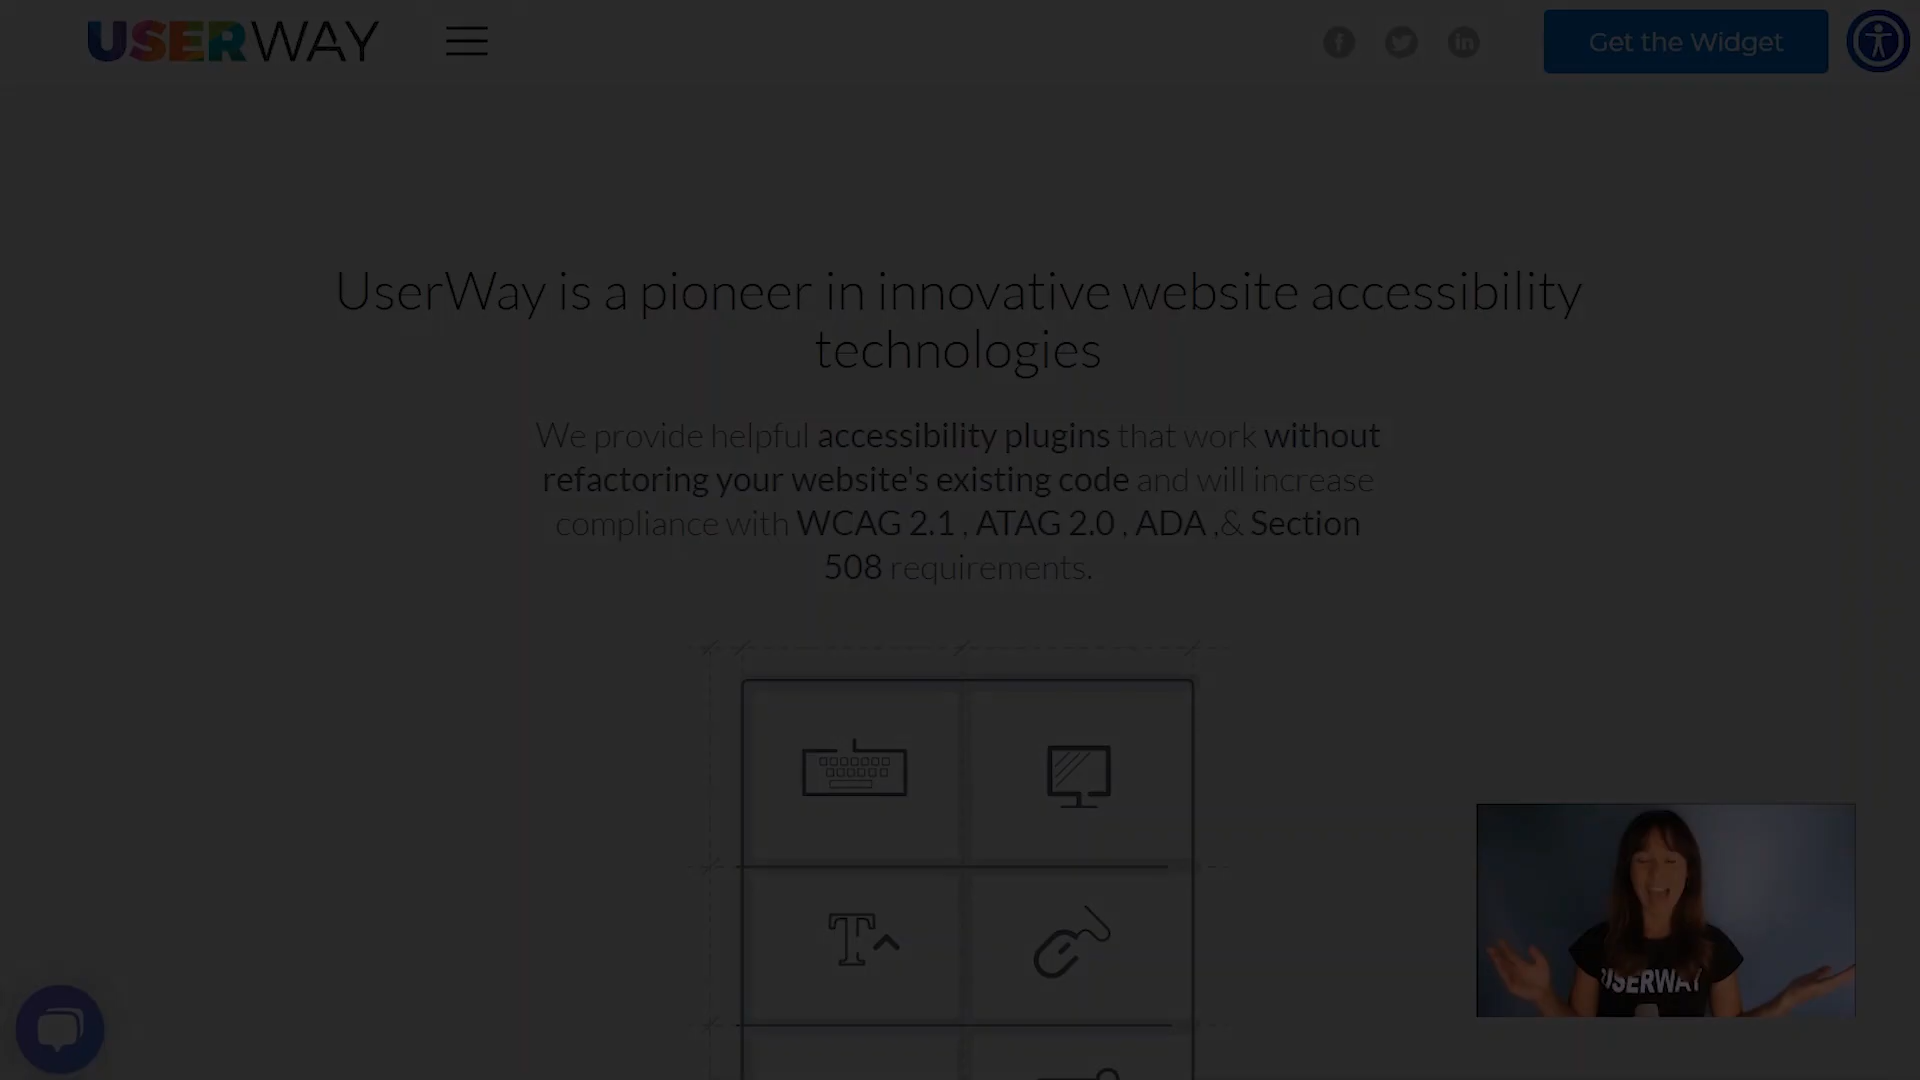 USERWAY
Get the Widget
UserWay is a pioneer in innovative website accessibility
technologies
We provide helpful accessibility plugins that work without
refactoring your website's existing code and will increase
compliance with WCAG 2.1 , ATAG 2.0 , ADA ,& Section
508 requirements.
T
USERWAY